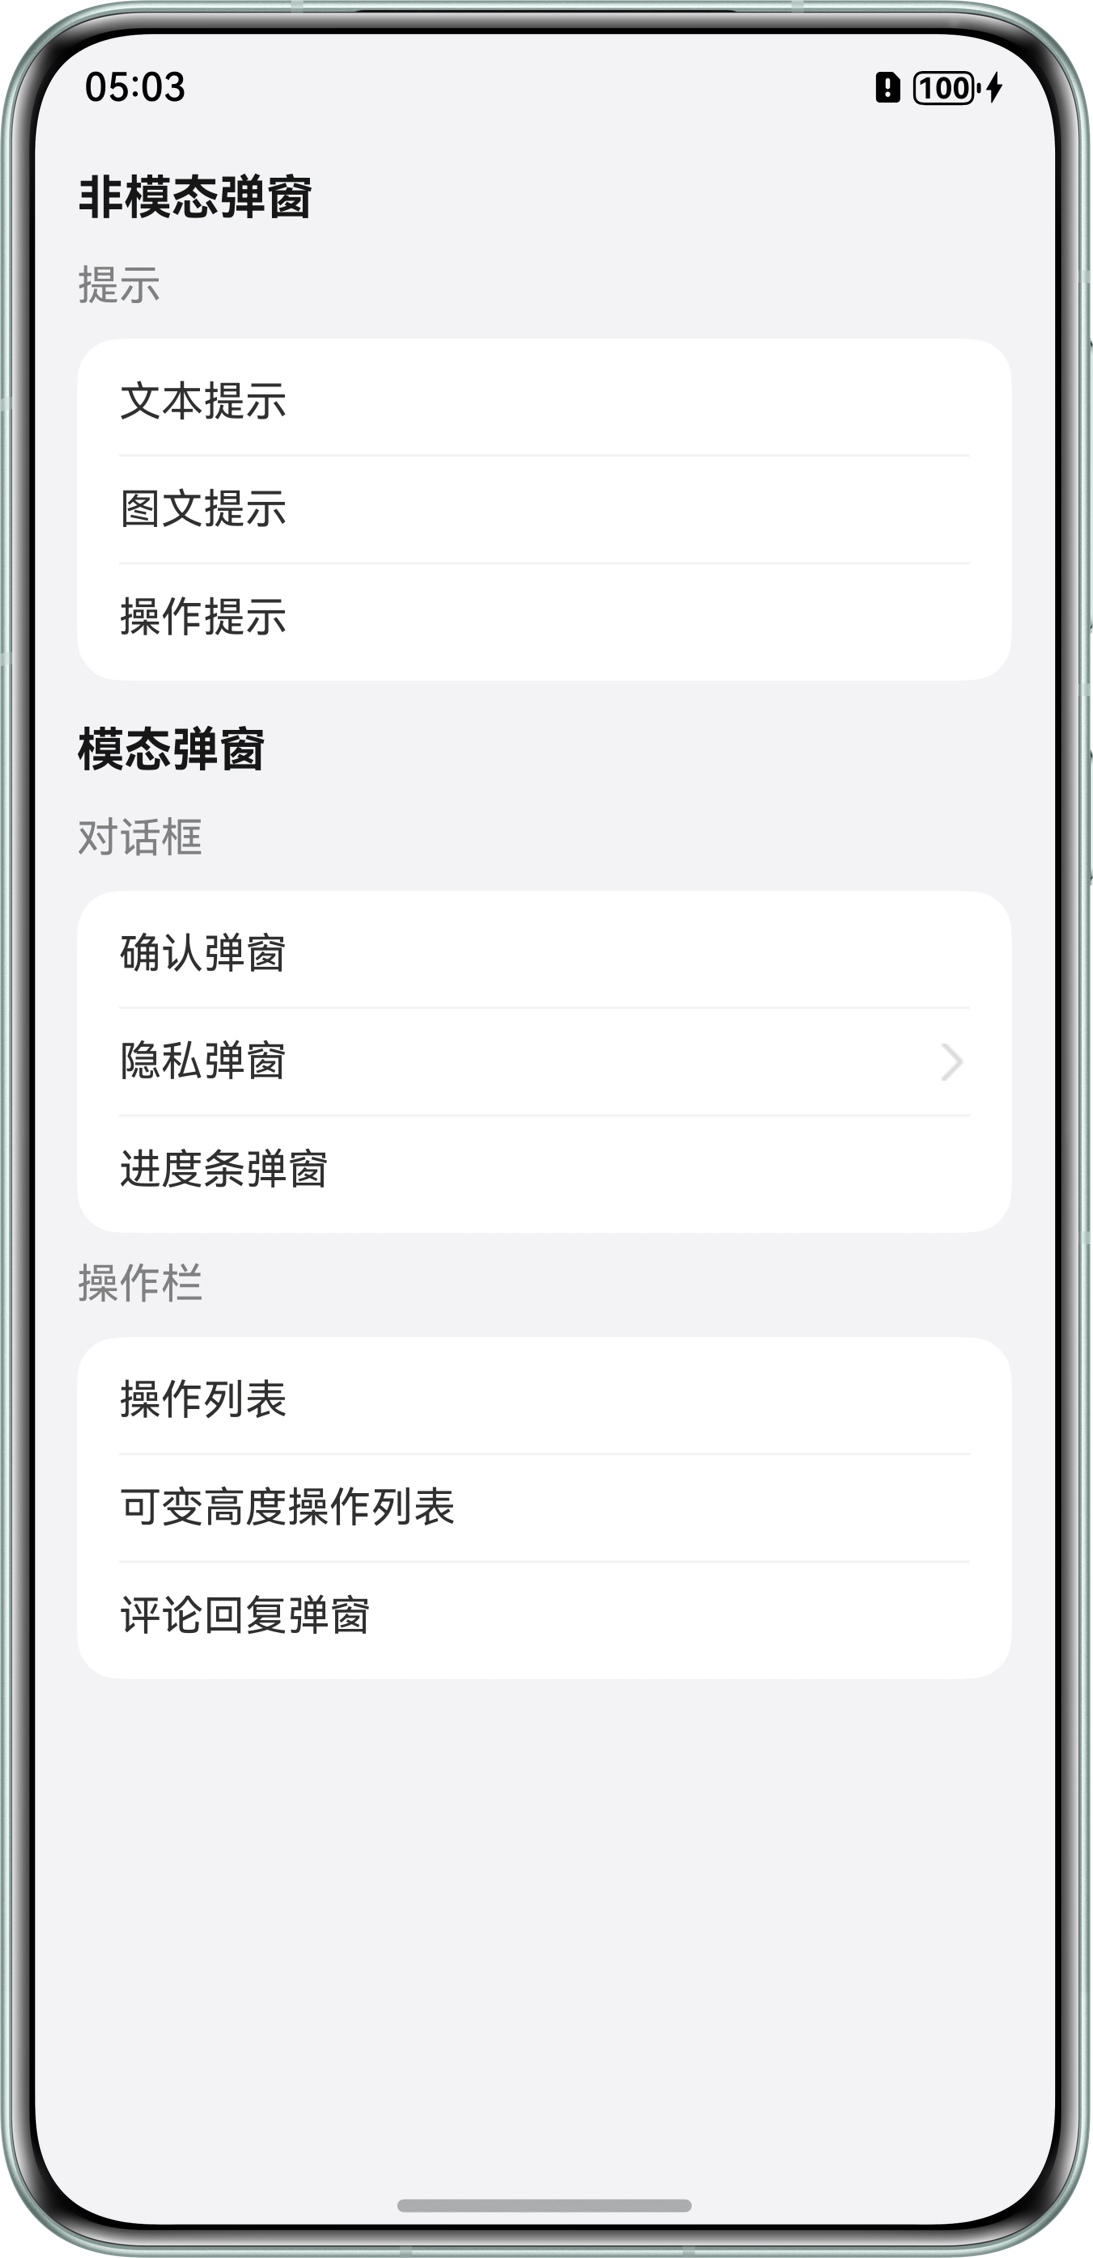 05:03
100
非模态弹窗
提示
文本提示
图文提示
操作提示
模态弹窗
对话框
确认弹窗
隐私弹窗
进度条弹窗
操作栏
操作列表
可变高度操作列表
评论回复弹窗